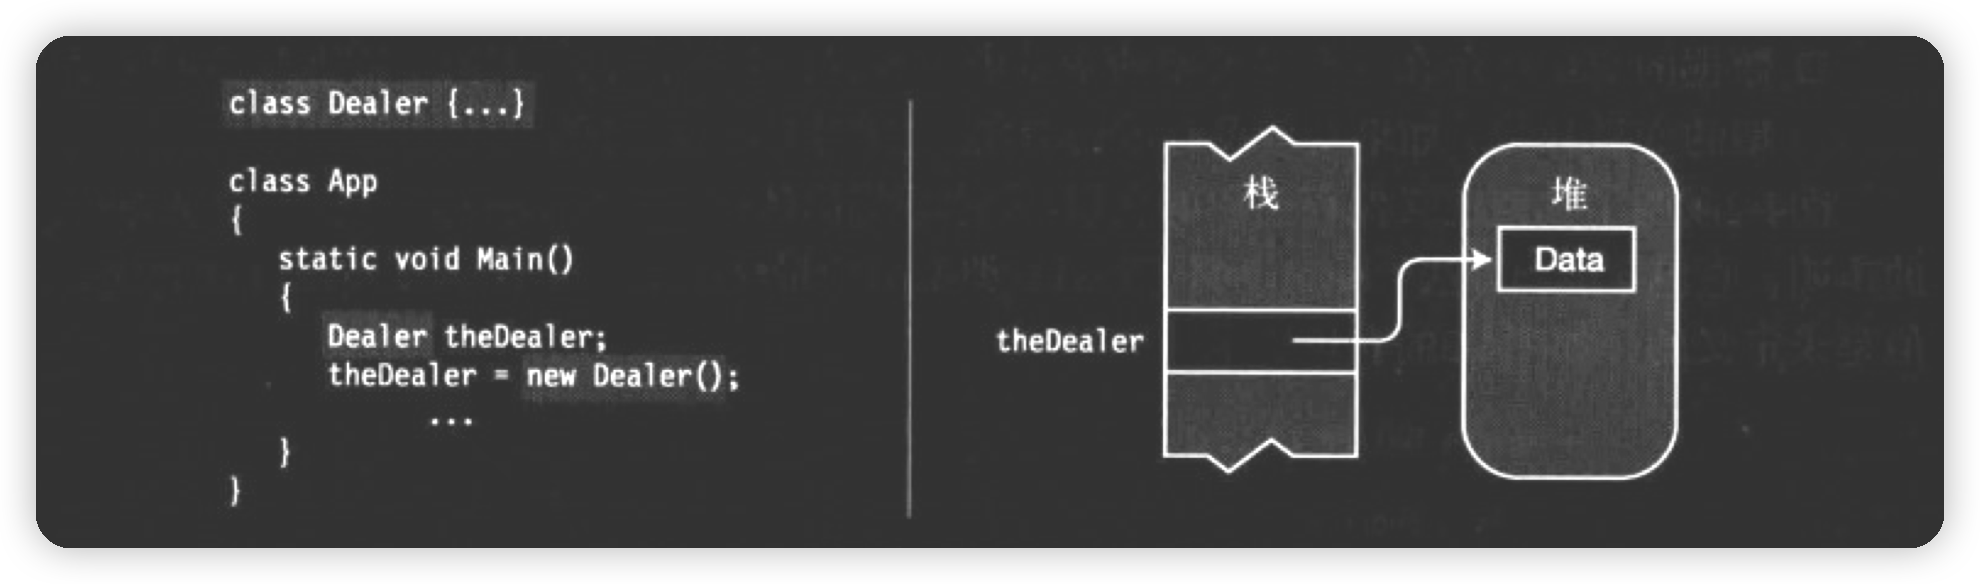 class Dealer {...}
class App
{
static void Main()
{
Dealer theDealer;
theDealer = new Dealer();
...
}
}
栈
堆
Data
theDealer